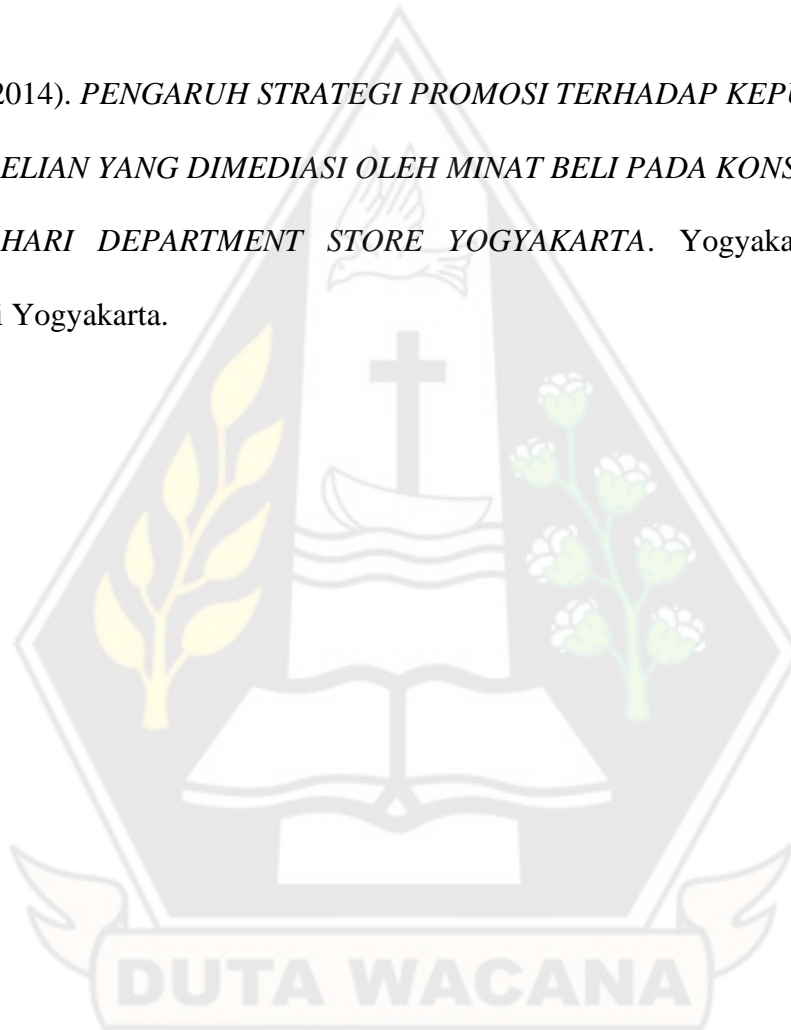 2014). PENGARUH STRATEGI PROMOSI TERHADAP KEPU
ELIAN YANG DIMEDIASI OLEH MINAT BELI PADA KONS
HARI DEPARTMENT STORE YOGYAKARTA. Yogyaka
i Yogyakarta.
DUTA WACANA